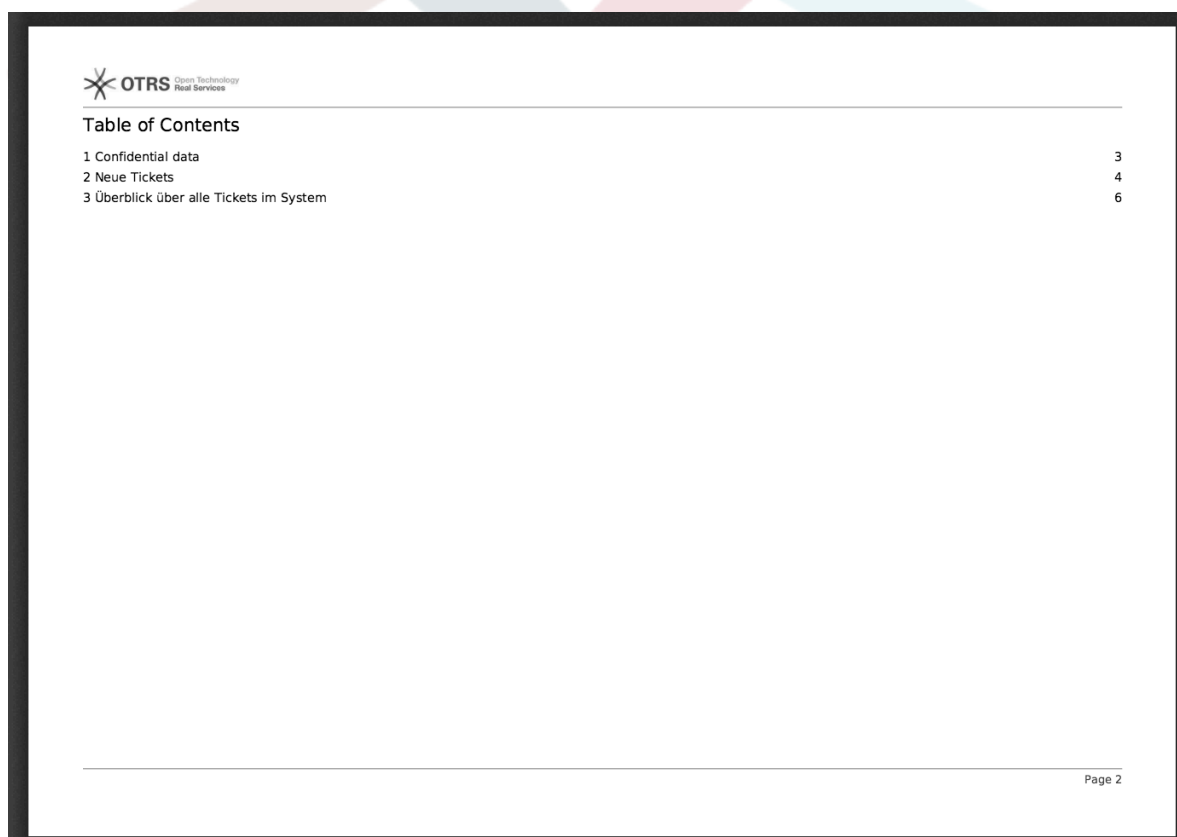 OTRS Open Technology
Real Services
Table of Contents
1 Confidential data 3
2 Neue Tickets 4
3 Überblick über alle Tickets im System 6
Page 2